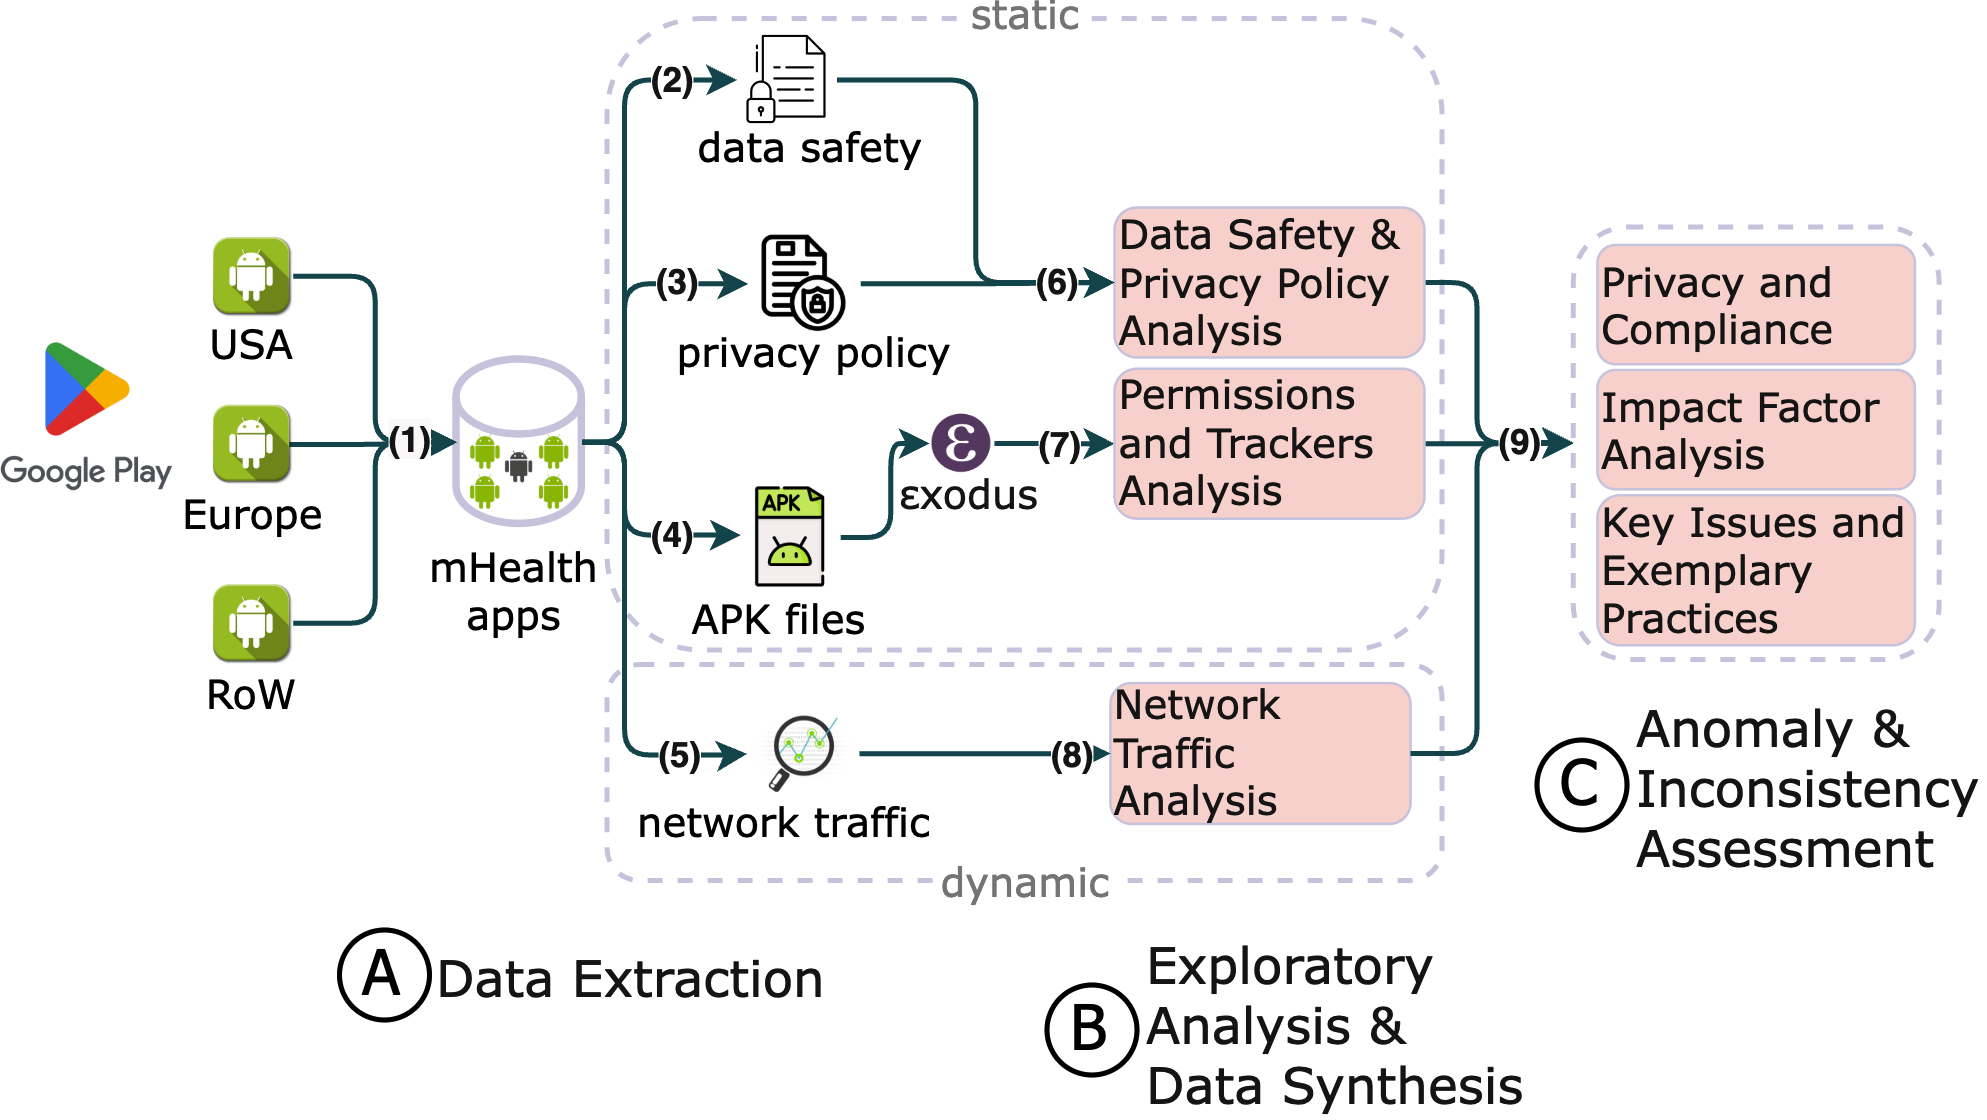 static
(2)
data safety
(3)
privacy policy
(6)
Data Safety &
Privacy Policy
Analysis
USA
Google Play
Europe
RoW
(1)
mHealth
apps
(4)
APK
APK files
ε
εxodus
(7)
Permissions
and Trackers
Analysis
(5)
network traffic
(8)
Network
Traffic
Analysis
dynamic
(9)
Privacy and
Compliance
Impact Factor
Analysis
Key Issues and
Exemplary
Practices
A
Data Extraction
B
Exploratory
Analysis &
Data Synthesis
C
Anomaly &
Inconsistency
Assessment